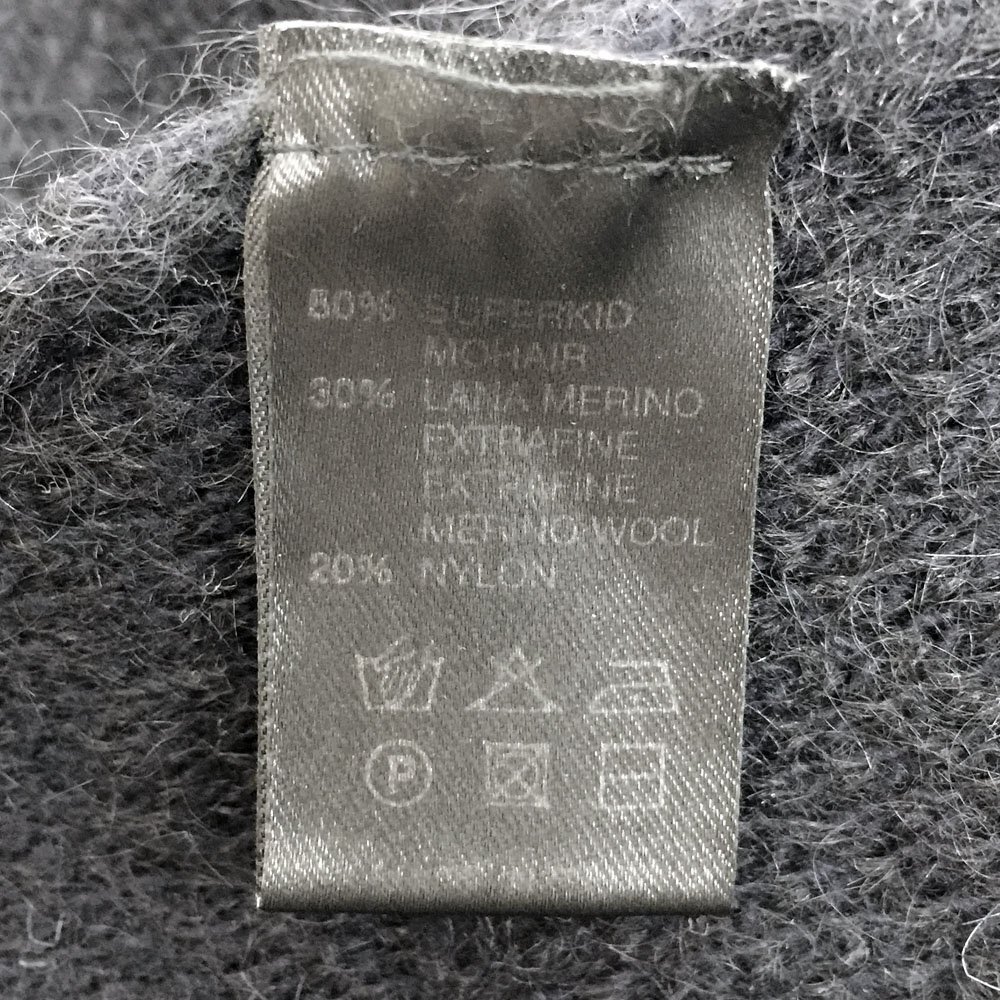 50% SUPERKID
MOHAIR
30% LANA MERINO
EXTRAFINE
EXTRAFINE
MERINO WOOL
20% NYLON
P